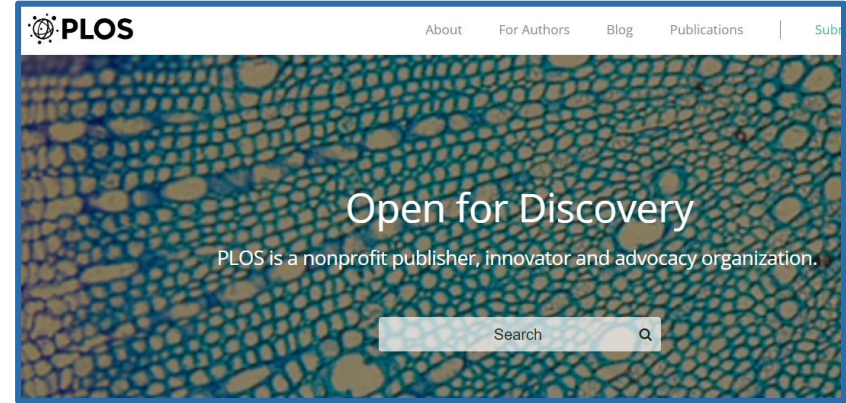 PLOS
About For Authors Blog Publications
Open for Discovery
PLOS is a nonprofit publisher, innovator and advocacy organization.
Search